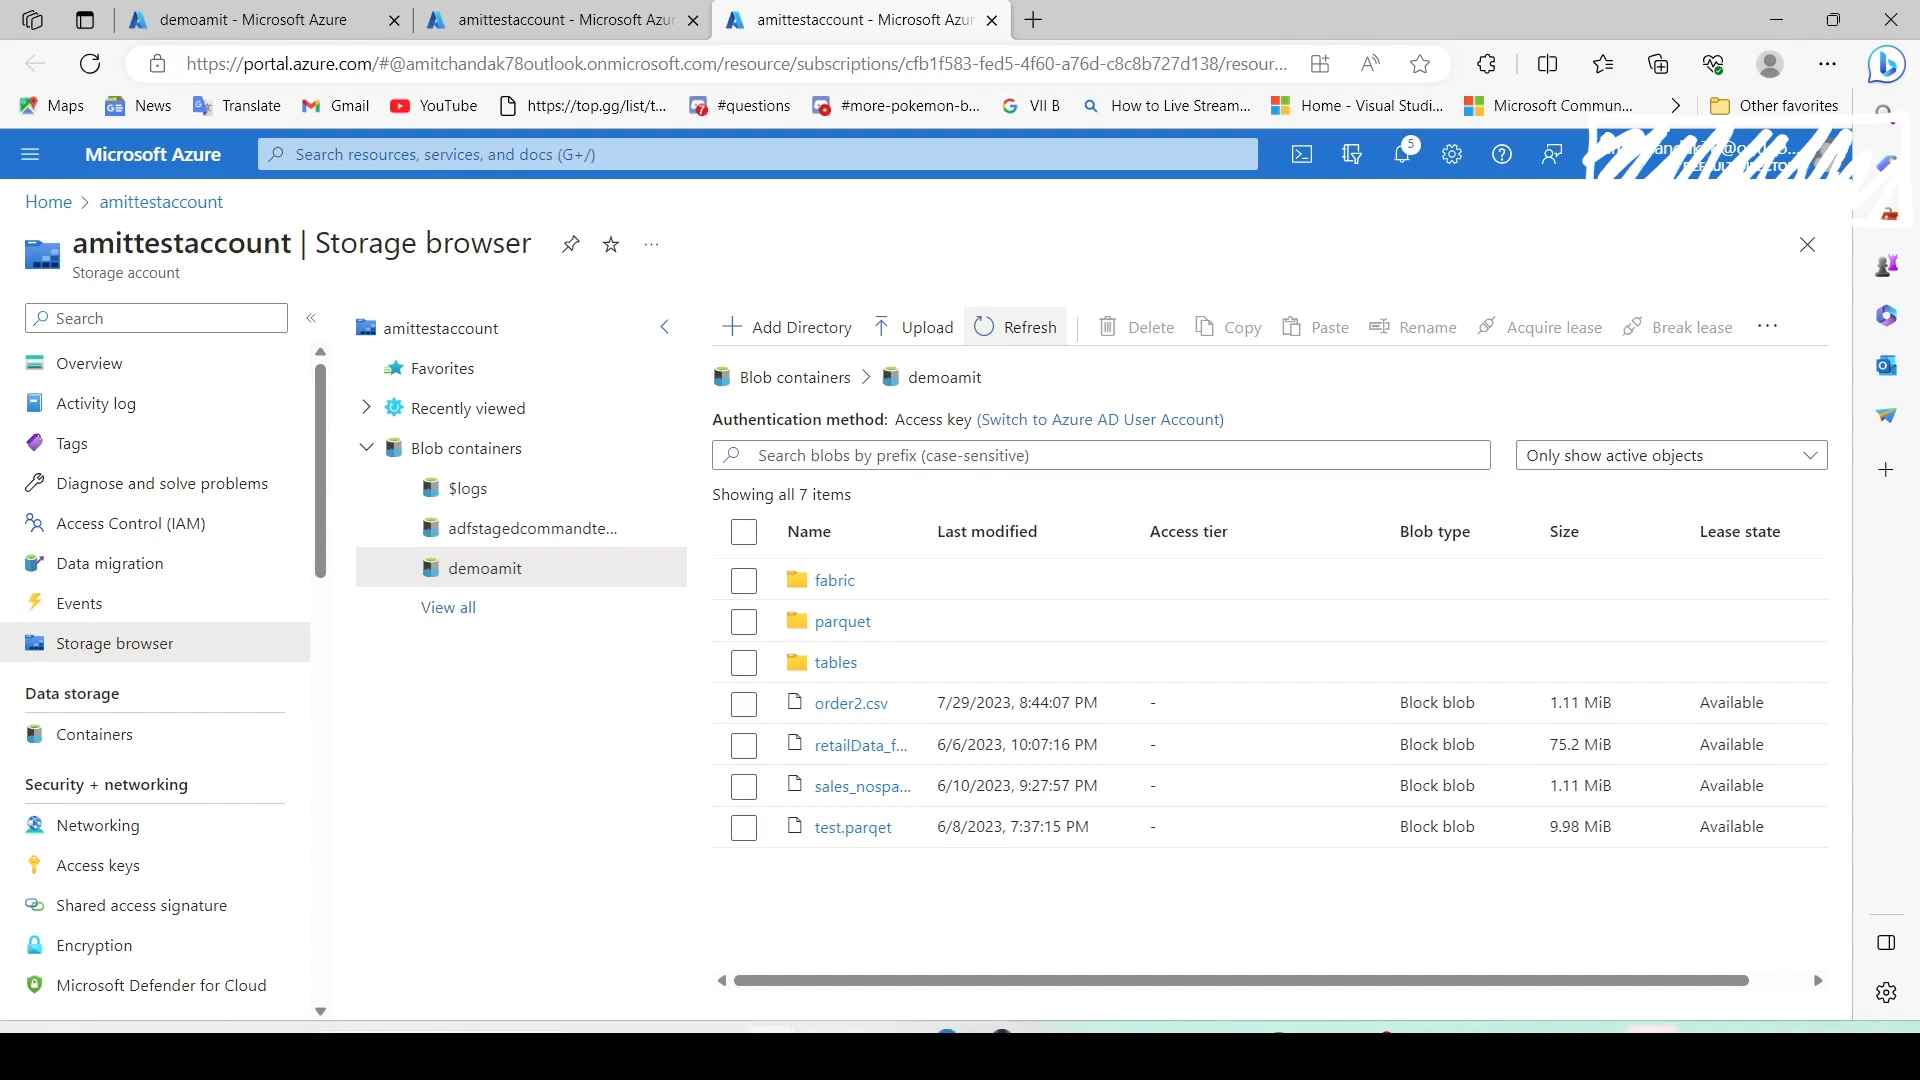 demoamit - Microsoft Azure
amittestaccount - Microsoft Azur
amittestaccount - Microsoft Azur
https://portal.azure.com/#@amitchandak78outlook.onmicrosoft.com/resource/subscriptions/cfb1f583-fed5-4f60-a76d-c8c8b727d138/resour...
Maps News Translate Gmail YouTube https://top.gg/list/t... #questions #more-pokemon-b... VII B How to Live Stream... Home - Visual Studi... Microsoft Commun... Other favorites
Microsoft Azure
Search resources, services, and docs (G+/)
5
Home > amittestaccount
amittestaccount | Storage browser
Storage account
Search
Overview
Activity log
Tags
Diagnose and solve problems
Access Control (IAM)
Data migration
Events
Storage browser
Data storage
Containers
Security + networking
Networking
Access keys
Shared access signature
Encryption
Microsoft Defender for Cloud
amittestaccount
Favorites
Recently viewed
Blob containers
$logs
adfstagedcommandte...
demoamit
View all
Add Directory Upload Refresh Delete Copy Paste Rename Acquire lease Break lease
Blob containers > demoamit
Authentication method: Access key (Switch to Azure AD User Account)
Search blobs by prefix (case-sensitive)
Only show active objects
Showing all 7 items
Name Last modified Access tier Blob type Size Lease state
fabric
parquet
tables
order2.csv 7/29/2023, 8:44:07 PM - Block blob 1.11 MiB Available
retailData_f... 6/6/2023, 10:07:16 PM - Block blob 75.2 MiB Available
sales_nospa... 6/10/2023, 9:27:57 PM - Block blob 1.11 MiB Available
test.parqet 6/8/2023, 7:37:15 PM - Block blob 9.98 MiB Available